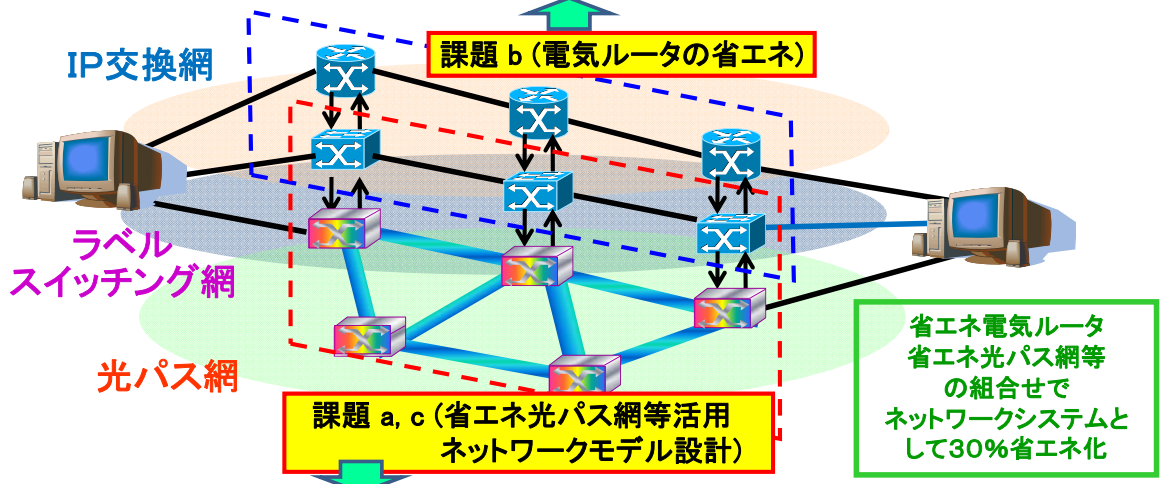 課題 b (電気ルータの省エネ)
IP交換網
ラベル
スイッチング網
光パス網
課題 a, c (省エネ光パス網等活用
ネットワークモデル設計)
省エネ電気ルータ
省エネ光パス網等
の組合せで
ネットワークシステムと
して30%省エネ化